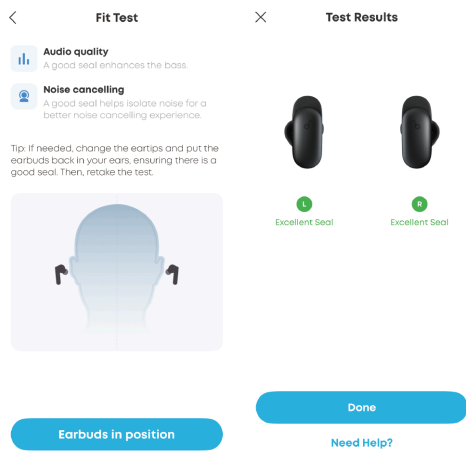 Fit Test
Audio quality
A good seal enhances the bass.
Noise cancelling
A good seal helps isolate noise for a
better noise cancelling experience.
Tip: If needed, change the eartips and put the
earbuds back in your ears, ensuring there is a
good seal. Then, retake the test.
Earbuds in position
Test Results
L
Excellent Seal
R
Excellent Seal
Done
Need Help?